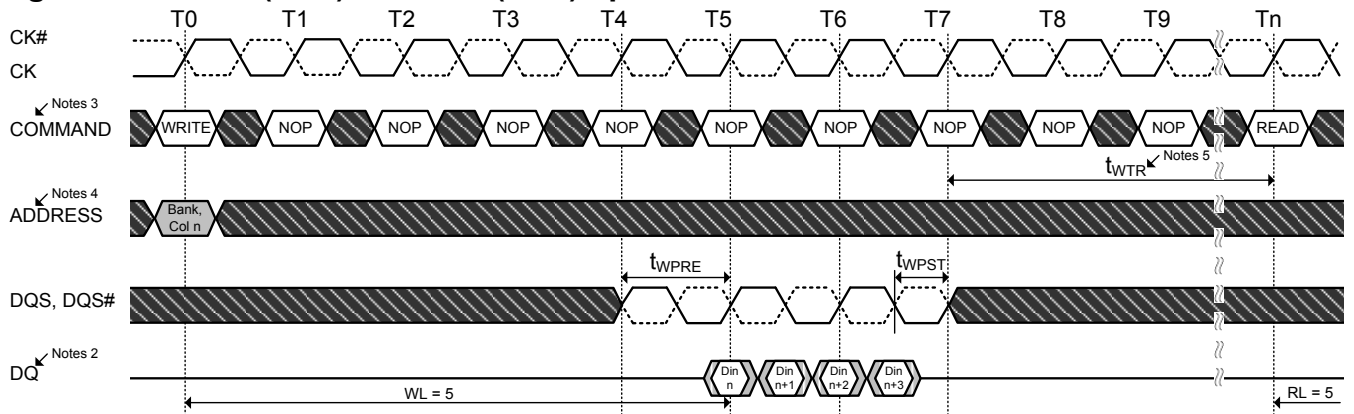 T0 T1 T2 T3 T4 T5 T6 T7 T8 T9 Tn
CK#
CK
Notes 3
COMMAND WRITE NOP NOP NOP NOP NOP NOP NOP NOP NOP READ
tWTR Notes 5
Notes 4
ADDRESS Bank,
Col n
tWPRE tWPST
DQS, DQS#
Notes 2
DQ Din n Din n+1 Din n+2 Din n+3
WL = 5 RL = 5